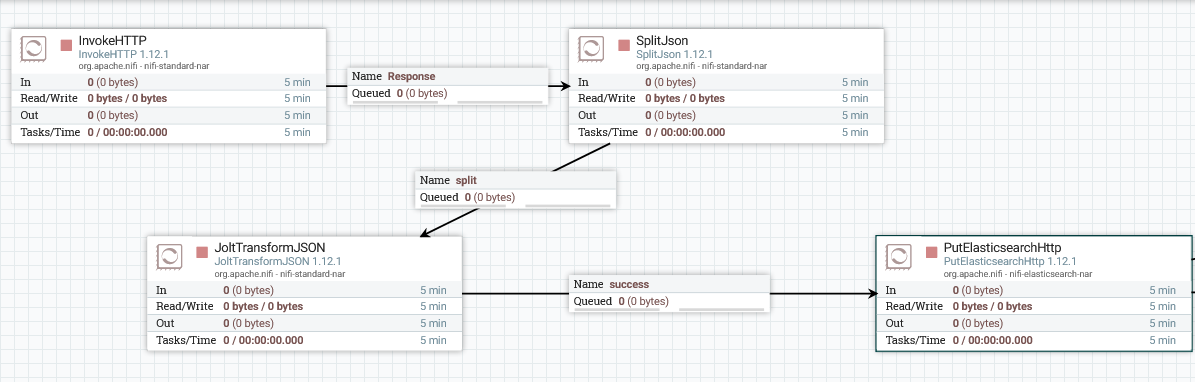 InvokeHTTP
InvokeHTTP 1.12.1
org.apache.nifi - nifi-standard-nar
In 0 (0 bytes) 5 min
Read/Write 0 bytes / 0 bytes 5 min
Out 0 (0 bytes) 5 min
Tasks/Time 0 / 00:00:00.000 5 min
Name Response
Queued 0 (0 bytes)
SplitJson
SplitJson 1.12.1
org.apache.nifi - nifi-standard-nar
In 0 (0 bytes) 5 min
Read/Write 0 bytes / 0 bytes 5 min
Out 0 (0 bytes) 5 min
Tasks/Time 0 / 00:00:00.000 5 min
Name split
Queued 0 (0 bytes)
JoltTransformJSON
JoltTransformJSON 1.12.1
org.apache.nifi - nifi-standard-nar
In 0 (0 bytes) 5 min
Read/Write 0 bytes / 0 bytes 5 min
Out 0 (0 bytes) 5 min
Tasks/Time 0 / 00:00:00.000 5 min
Name success
Queued 0 (0 bytes)
PutElasticsearchHttp
PutElasticsearchHttp 1.12.1
org.apache.nifi - nifi-elasticsearch-nar
In 0 (0 bytes) 5 min
Read/Write 0 bytes / 0 bytes 5 min
Out 0 (0 bytes) 5 min
Tasks/Time 0 / 00:00:00.000 5 min